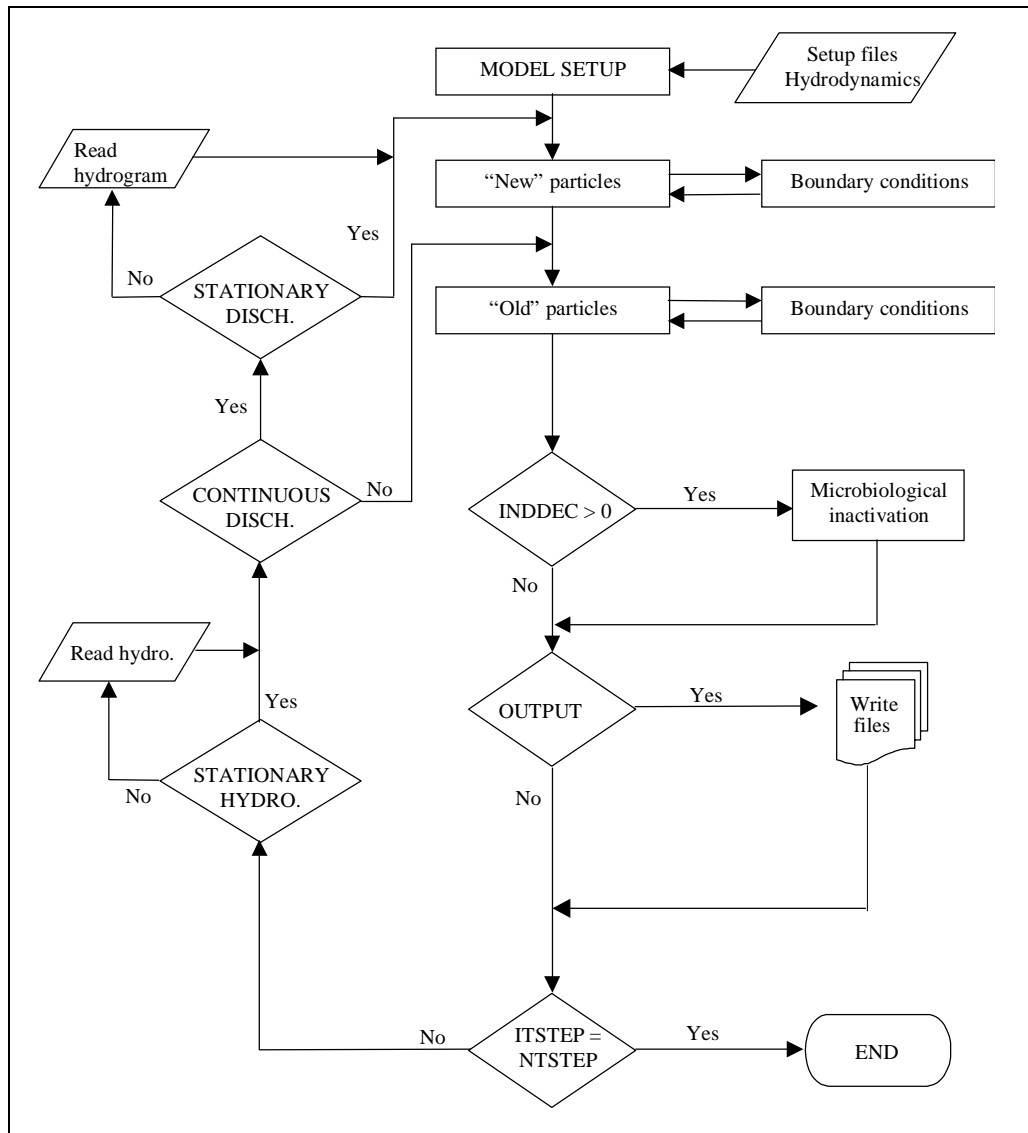 Setup files
Hydrodynamics
MODEL SETUP
Read
hydrogram
“New” particles
Boundary conditions
Yes
No
STATIONARY
DISCH.
“Old” particles
Boundary conditions
Yes
CONTINUOUS
DISCH.
No
INDDEC > 0
Yes
Microbiological
inactivation
No
Read hydro.
Yes
OUTPUT
Yes
Write
files
STATIONARY
HYDRO.
No
No
No
ITSTEP =
NTSTEP
Yes
END